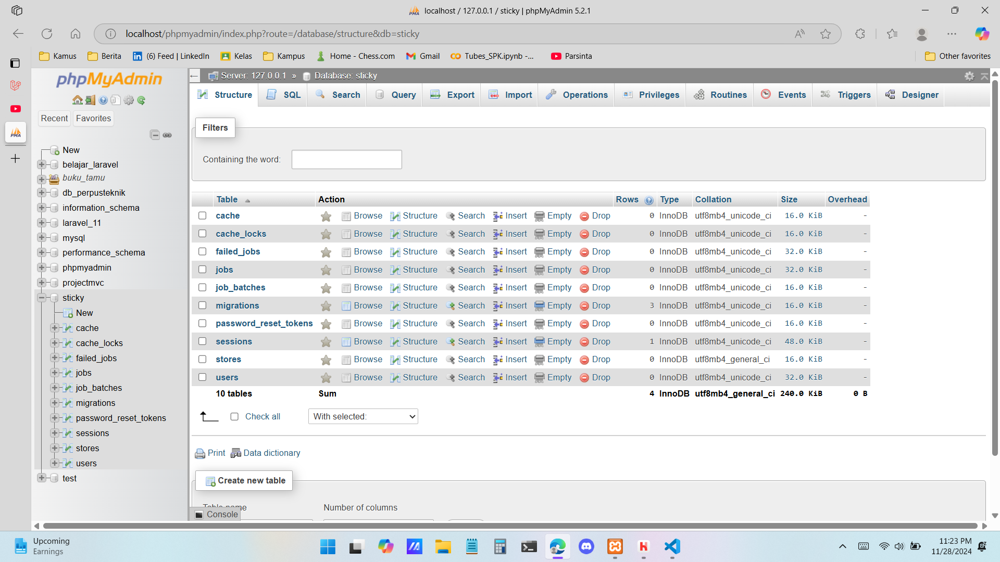 localhost / 127.0.0.1 / sticky | phpMyAdmin 5.2.1
localhost/phpmyadmin/index.php?route=/database/structure&db=sticky
Kamus Berita (6) Feed | LinkedIn Kelas Kampus Home - Chess.com Gmail Tubes_SPK.ipynb -... Parsinta Other favorites
phpMyAdmin
Recent Favorites
New
belajar_laravel
buku_tamu
db_perpusteknik
information_schema
laravel_11
mysql
performance_schema
phpmyadmin
projectmvc
sticky
New
cache
cache_locks
failed_jobs
jobs
job_batches
migrations
password_reset_tokens
sessions
stores
users
test
Server: 127.0.0.1 » Database: sticky
Structure SQL Search Query Export Import Operations Privileges Routines Events Triggers Designer
Filters
Containing the word:
Table Action Rows Type Collation Size Overhead
cache Browse Structure Search Insert Empty Drop 0 InnoDB utf8mb4_unicode_ci 16.0 KiB -
cache_locks Browse Structure Search Insert Empty Drop 0 InnoDB utf8mb4_unicode_ci 16.0 KiB -
failed_jobs Browse Structure Search Insert Empty Drop 0 InnoDB utf8mb4_unicode_ci 32.0 KiB -
jobs Browse Structure Search Insert Empty Drop 0 InnoDB utf8mb4_unicode_ci 32.0 KiB -
job_batches Browse Structure Search Insert Empty Drop 0 InnoDB utf8mb4_unicode_ci 16.0 KiB -
migrations Browse Structure Search Insert Empty Drop 3 InnoDB utf8mb4_unicode_ci 16.0 KiB -
password_reset_tokens Browse Structure Search Insert Empty Drop 0 InnoDB utf8mb4_unicode_ci 16.0 KiB -
sessions Browse Structure Search Insert Empty Drop 1 InnoDB utf8mb4_unicode_ci 48.0 KiB -
stores Browse Structure Search Insert Empty Drop 0 InnoDB utf8mb4_general_ci 16.0 KiB -
users Browse Structure Search Insert Empty Drop 0 InnoDB utf8mb4_unicode_ci 32.0 KiB -
10 tables Sum 4 InnoDB utf8mb4_general_ci 240.0 KiB 0 B
Check all With selected:
Print Data dictionary
Create new table
Table name Number of columns
Console
Upcoming
Earnings
11:23 PM
11/28/2024